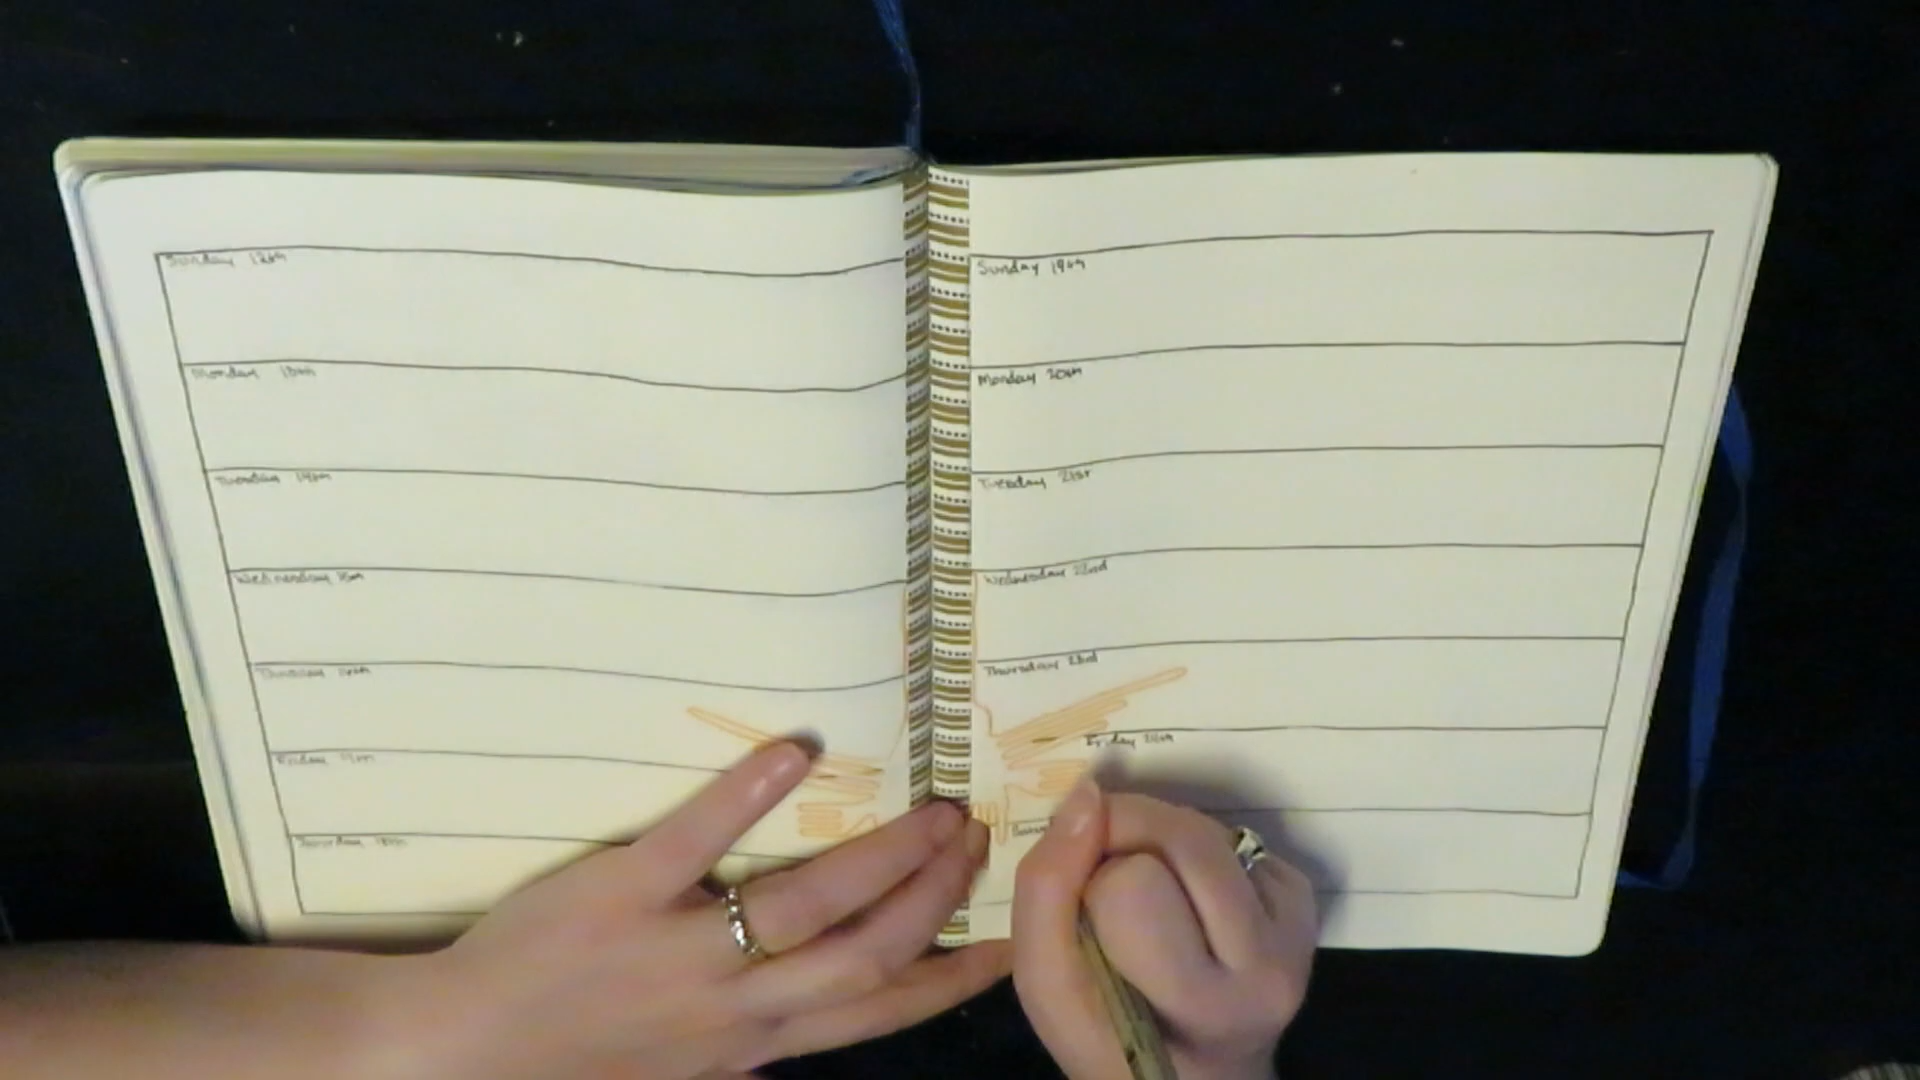 Sunday 12th
Monday 13th
Tuesday 14th
Wednesday 15th
Thursday 16th
Friday 17th
Saturday 18th
Sunday 19th
Monday 20th
Tuesday 21st
Wednesday 22nd
Thursday 23rd
Friday 24th